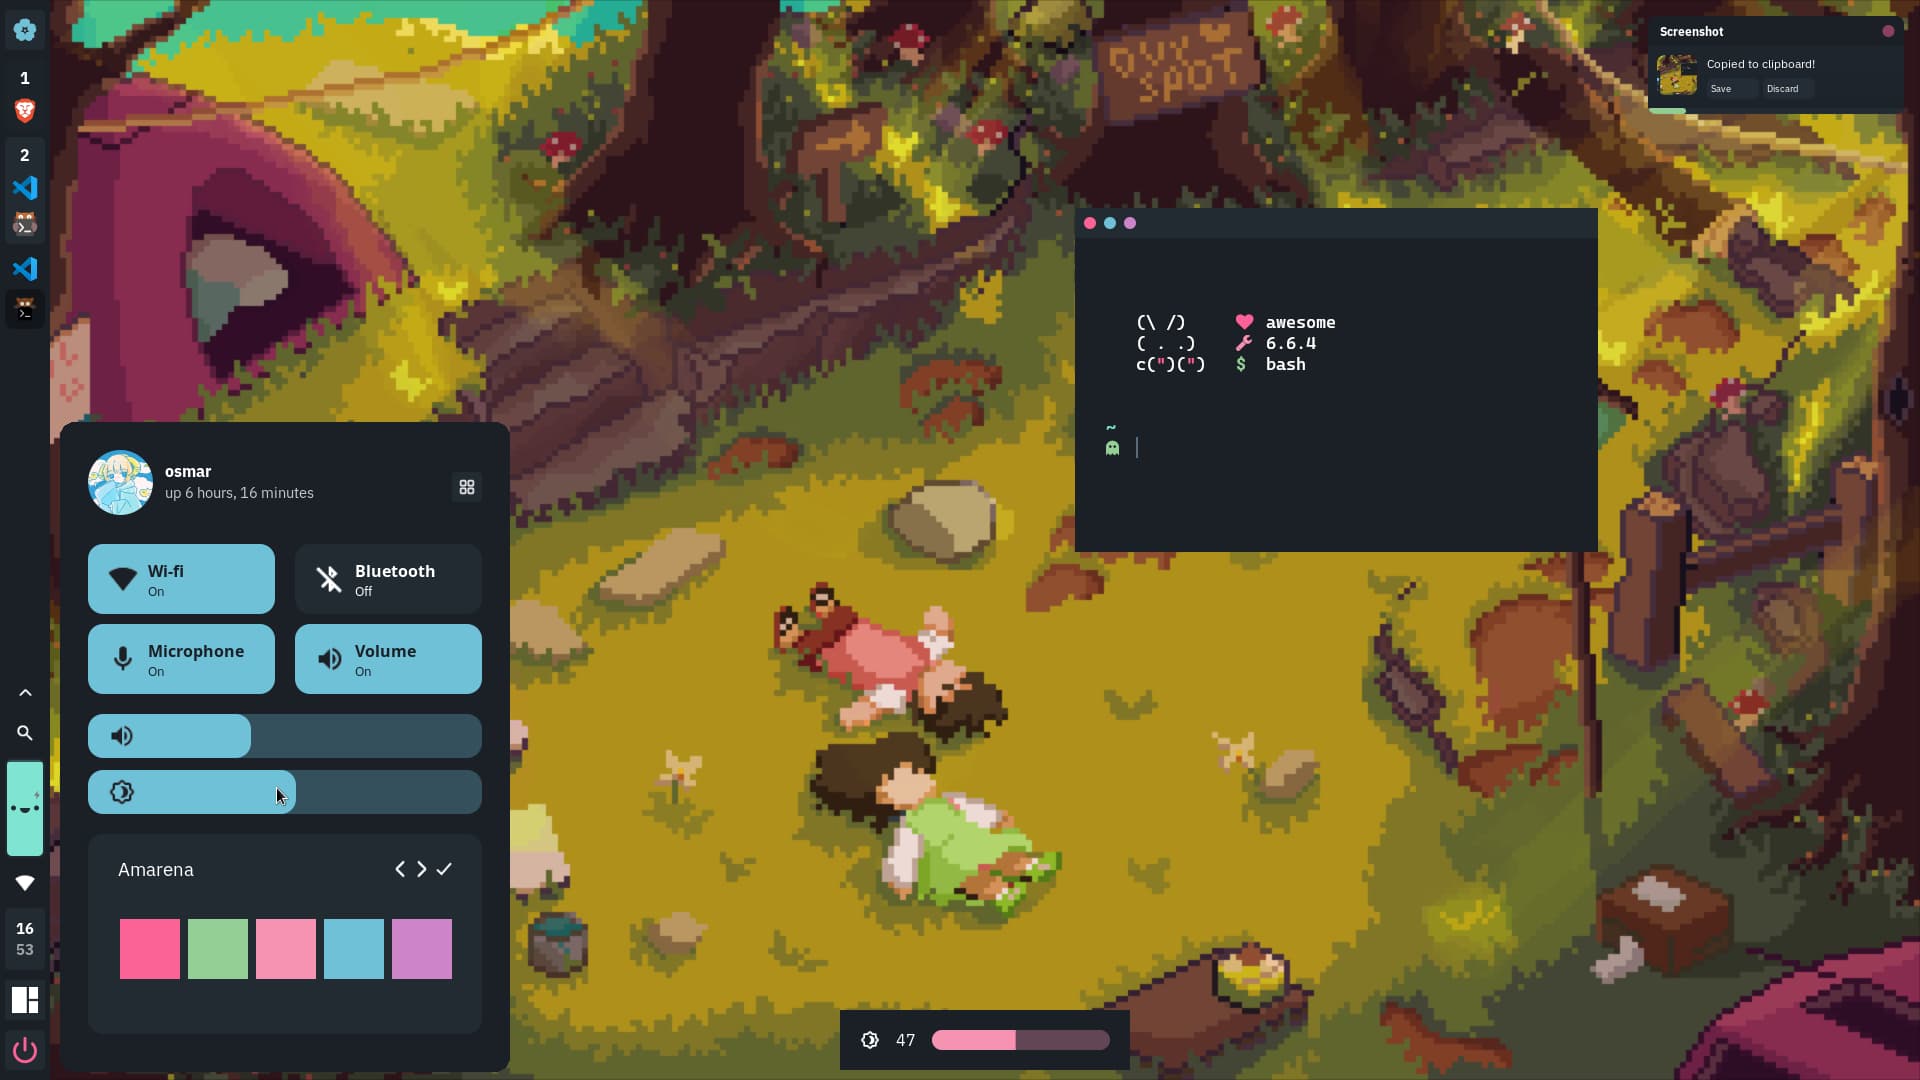 1
2
16
53
osmar
up 6 hours, 16 minutes
Wi-fi
On
Bluetooth
Off
Microphone
On
Volume
On
Amarena
(\ /)
( . .)
c(")(")
awesome
6.6.4
$ bash
~
47
Screenshot
Copied to clipboard!
Save Discard